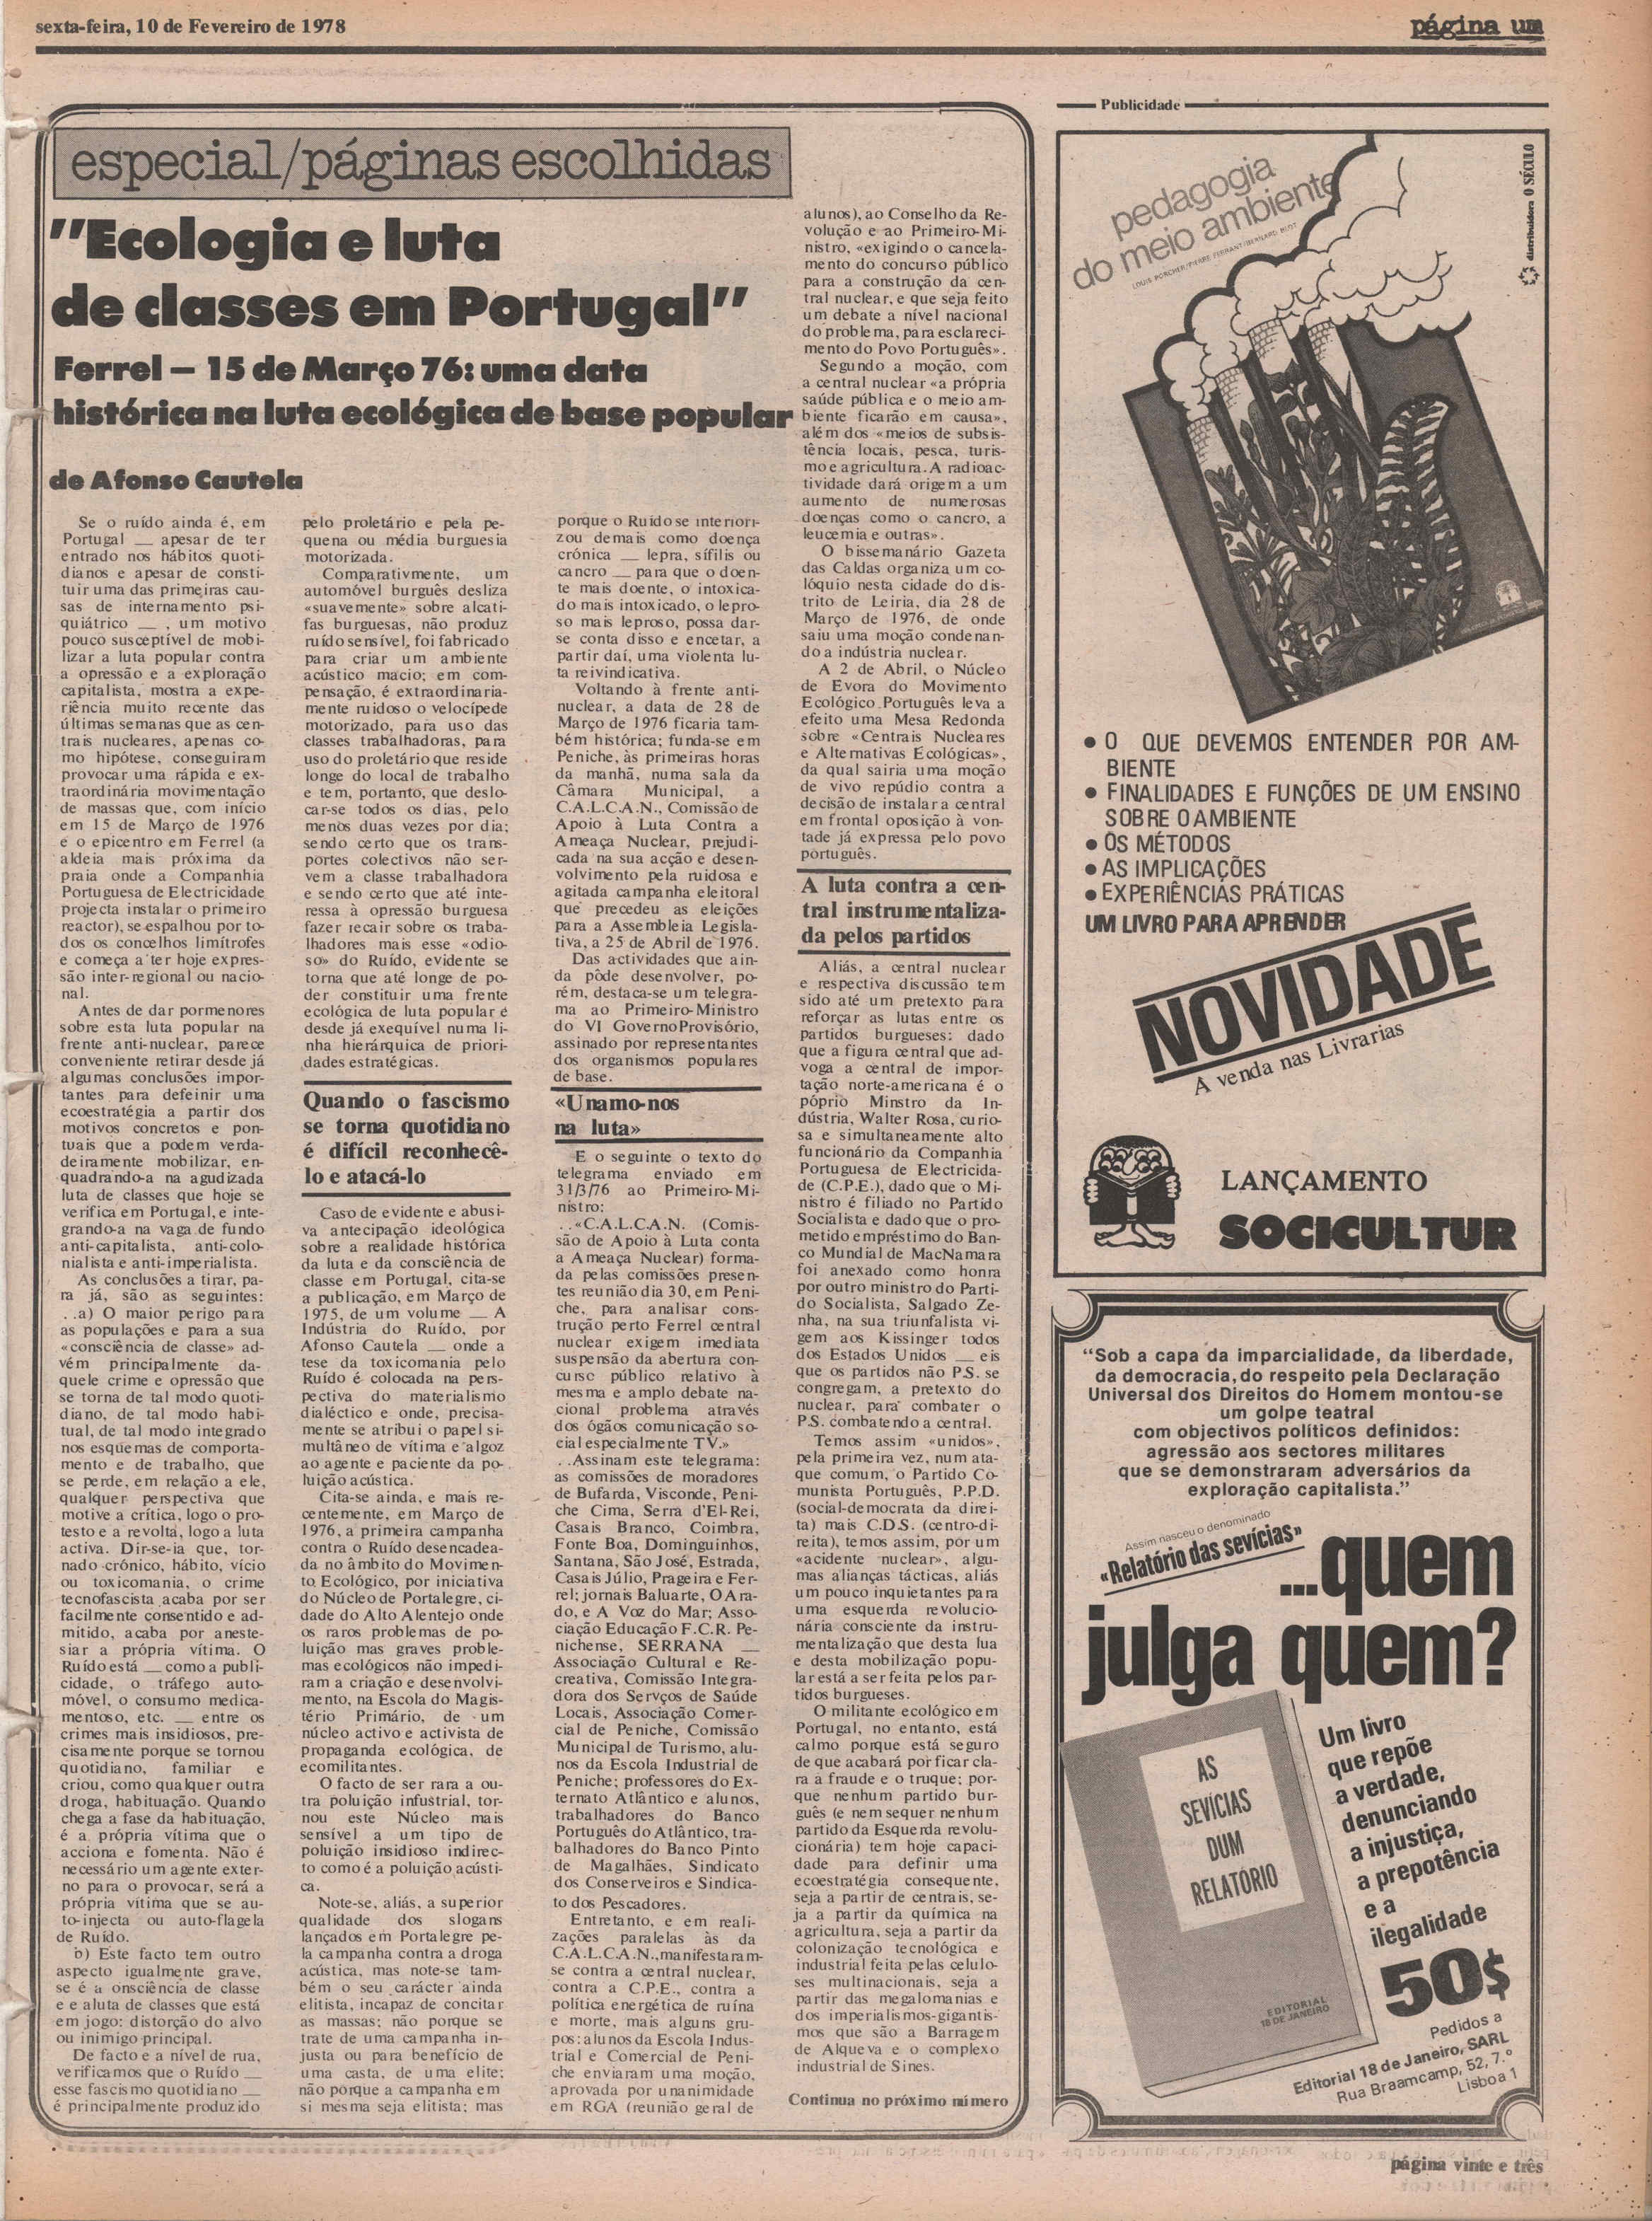 sexta-feira, 10 de Fevereiro de 1978
página um
especial/páginas escolhidas
"Ecologia e luta
de classes em Portugal"
Ferrel — 15 de Março 76: uma data
histórica na luta ecológica de base popular
de Afonso Cautela
Se o ruído ainda é, em
Portugal — apesar de ter
entrado nos hábitos quoti-
dianos e apesar de consti-
tuir uma das primeiras cau-
sas de internamento psi-
quiátrico — , um motivo
pouco susceptível de mobi-
lizar a luta popular contra
a opressão e a exploração
capitalista, mostra a expe-
riência muito recente das
últimas semanas que as cen-
trais nucleares, apenas co-
mo hipótese, conseguiram
provocar uma rápida e ex-
traordinária movimentação
de massas que, com início
em 15 de Março de 1976
e o epicentro em Ferrel (a
aldeia mais próxima da
praia onde a Companhia
Portuguesa de Electricidade
projecta instalar o primeiro
reactor), se espalhou por to-
dos os concelhos limítrofes
e começa a ter hoje expres-
são inter-regional ou nacio-
nal.
Antes de dar pormenores
sobre esta luta popular na
frente anti-nuclear, parece
conveniente retirar desde já
algumas conclusões impor-
tantes para defeinir uma
ecoestratégia a partir dos
motivos concretos e pon-
tuais que a podem verda-
deiramente mobilizar, en-
quadrando-a na agudizada
luta de classes que hoje se
verifica em Portugal, e inte-
grando-a na vaga de fundo
anti-capitalista, anti-colo-
nialista e anti-imperialista.
As conclusões a tirar, pa-
ra já, são as seguintes:
..a) O maior perigo para
as populações e para a sua
«consciência de classe» ad-
vém principalmente da-
quele crime e opressão que
se torna de tal modo quoti-
diano, de tal modo habi-
tual, de tal modo integrado
nos esquemas de comporta-
mento e de trabalho, que
se perde, em relação a ele,
qualquer perspectiva que
motive a crítica, logo o pro-
testo e a revolta, logo a luta
activa. Dir-se-ia que, tor-
nado crónico, hábito, vício
ou toxicomania, o crime
tecnofascista acaba por ser
facilmente consentido e ad-
mitido, acaba por aneste-
siar a própria vítima. O
Ruído está — como a publi-
cidade, o tráfego auto-
móvel, o consumo medica-
mentoso, etc. — entre os
crimes mais insidiosos, pre-
cisamente porque se tornou
quotidiano, familiar e
criou, como qualquer outra
droga, habituação. Quando
chega a fase da habituação,
é a própria vítima que o
acciona e fomenta. Não é
necessário um agente exter-
no para o provocar, será a
própria vítima que se au-
to-injecta ou auto-flagela
de Ruído.
b) Este facto tem outro
aspecto igualmente grave,
se é a onsciência de classe
e e aluta de classes que está
em jogo: distorção do alvo
ou inimigo principal.
De facto e a nível de rua,
verificamos que o Ruído —
esse fascismo quotidiano —
é principalmente produzido
pelo proletário e pela pe-
quena ou média burguesia
motorizada.
Comparativmente, um
automóvel burguês desliza
«suavemente» sobre alcati-
fas burguesas, não produz
ruído sensível, foi fabricado
para criar um ambiente
acústico macio; em com-
pensação, é extraordinaria-
mente ruidoso o velocípede
motorizado, para uso das
classes trabalhadoras, para
uso do proletário que reside
longe do local de trabalho
e tem, portanto, que deslo-
car-se todos os dias, pelo
menos duas vezes por dia;
sendo certo que os trans-
portes colectivos não ser-
vem a classe trabalhadora
e sendo certo que até inte-
ressa à opressão burguesa
fazer recair sobre os traba-
lhadores mais esse «odio-
so» do Ruído, evidente se
torna que até longe de po-
der constituir uma frente
ecológica de luta popular é
desde já exequível numa li-
nha hierárquica de priori-
dades estratégicas.
Quando o fascismo
se torna quotidiano
é difícil reconhecê-
lo e atacá-lo
Caso de evidente e abusi-
va antecipação ideológica
sobre a realidade histórica
da luta e da consciência de
classe em Portugal, cita-se
a publicação, em Março de
1975, de um volume — A
Indústria do Ruído, por
Afonso Cautela — onde a
tese da toxicomania pelo
Ruído é colocada na pers-
pectiva do materialismo
dialéctico e onde, precisa-
mente se atribui o papel si-
multâneo de vítima e algoz
ao agente e paciente da po-
luição acústica.
Cita-se ainda, e mais re-
centemente, em Março de
1976, a primeira campanha
contra o Ruído desencadea-
da no âmbito do Movimen-
to Ecológico, por iniciativa
do Núcleo de Portalegre, ci-
dade do Alto Alentejo onde
os raros problemas de po-
luição mas graves proble-
mas ecológicos não impedi-
ram a criação e desenvolvi-
mento, na Escola do Magis-
tério Primário, de um
núcleo activo e activista de
propaganda ecológica, de
ecomilitantes.
O facto de ser rara a ou-
tra poluição infustrial, tor-
nou este Núcleo mais
sensível a um tipo de
poluição insidioso indirec-
to como é a poluição acústi-
ca.
Note-se, aliás, a superior
qualidade dos slogans
lançados em Portalegre pe-
la campanha contra a droga
acústica, mas note-se tam-
bém o seu carácter ainda
elitista, incapaz de concitar
as massas; não porque se
trate de uma campanha in-
justa ou para benefício de
uma casta, de uma elite;
não porque a campanha em
si mesma seja elitista; mas
porque o Ruído se interiori-
zou demais como doença
crónica — lepra, sífilis ou
cancro — para que o doen-
te mais doente, o intoxica-
do mais intoxicado, o lepro-
so mais leproso, possa dar-
se conta disso e encetar, a
partir daí, uma violenta lu-
ta reivindicativa.
Voltando à frente anti-
nuclear, a data de 28 de
Março de 1976 ficaria tam-
bém histórica; funda-se em
Peniche, às primeiras horas
da manhã, numa sala da
Câmara Municipal, a
C.A.L.C.A.N., Comissão de
Apoio à Luta Contra a
Ameaça Nuclear, prejudi-
cada na sua acção e desen-
volvimento pela ruidosa e
agitada campanha eleitoral
que precedeu as eleições
para a Assembleia Legisla-
tiva, a 25 de Abril de 1976.
Das actividades que ain-
da pôde desenvolver, po-
rém, destaca-se um telegra-
ma ao Primeiro-Ministro
do VI Governo Provisório,
assinado por representantes
dos organismos populares
de base.
«Unamo-nos
na luta»
E o seguinte o texto do
telegrama enviado em
31/3/76 ao Primeiro-Mi-
nistro:
..«C.A.L.C.A.N. (Comis-
são de Apoio à Luta conta
a Ameaça Nuclear) forma-
da pelas comissões presen-
tes reunião dia 30, em Peni-
che, para analisar cons-
trução perto Ferrel central
nuclear exigem imediata
suspensão da abertura con-
curso público relativo à
mesma e amplo debate na-
cional problema através
dos ógãos comunicação so-
cial especialmente TV.»
..Assinam este telegrama:
as comissões de moradores
de Bufarda, Visconde, Peni-
che Cima, Serra d'El-Rei,
Casais Branco, Coimbra,
Fonte Boa, Dominguinhos,
Santana, São José, Estrada,
Casais Júlio, Prageira e Fer-
rel; jornais Baluarte, O Ara-
do, e A Voz do Mar; Asso-
ciação Educação F.C.R. Pe-
nichense, SERRANA —
Associação Cultural e Re-
creativa, Comissão Integra-
dora dos Servços de Saúde
Locais, Associação Comer-
cial de Peniche, Comissão
Municipal de Turismo, alu-
nos da Escola Industrial de
Peniche; professores do Ex-
ternato Atlântico e alunos,
trabalhadores do Banco
Português do Atlântico, tra-
balhadores do Banco Pinto
de Magalhães, Sindicato
dos Conserveiros e Sindica-
to dos Pescadores.
Entretanto, e em reali-
zações paralelas às da
C.A.L.C.A.N., manifestaram-
se contra a central nuclear,
contra a C.P.E., contra a
política energética de ruína
e morte, mais alguns gru-
pos: alunos da Escola Indus-
trial e Comercial de Peni-
che enviaram uma moção,
aprovada por unanimidade
em RGA (reunião geral de
alunos), ao Conselho da Re-
volução e ao Primeiro-Mi-
nistro, «exigindo o cancela-
mento do concurso público
para a construção da cen-
tral nuclear, e que seja feito
um debate a nível nacional
do problema, para esclareci-
mento do Povo Português».
Segundo a moção, com
a central nuclear «a própria
saúde pública e o meio am-
biente ficarão em causa»,
além dos «meios de subsis-
tência locais, pesca, turis-
mo e agricultura. A radioac-
tividade dará origem a um
aumento de numerosas
doenças como o cancro, a
leucemia e outras».
O bissemanário Gazeta
das Caldas organiza um co-
lóquio nesta cidade do dis-
trito de Leiria, dia 28 de
Março de 1976, de onde
saiu uma moção condenan-
do a indústria nuclear.
A 2 de Abril, o Núcleo
de Evora do Movimento
Ecológico Português leva a
efeito uma Mesa Redonda
sobre «Centrais Nucleares
e Alternativas Ecológicas»,
da qual sairia uma moção
de vivo repúdio contra a
decisão de instalar a central
em frontal oposição à von-
tade já expressa pelo povo
português.
A luta contra a cen-
tral instrumentaliza-
da pelos partidos
Aliás, a central nuclear
e respectiva discussão tem
sido até um pretexto para
reforçar as lutas entre os
partidos burgueses: dado
que a figura central que ad-
voga a central de impor-
tação norte-americana é o
póprio Minstro da In-
dústria, Walter Rosa, curio-
sa e simultaneamente alto
funcionário da Companhia
Portuguesa de Electricida-
de (C.P.E.), dado que o Mi-
nistro é filiado no Partido
Socialista e dado que o pro-
metido empréstimo do Ban-
co Mundial de MacNamara
foi anexado como honra
por outro ministro do Parti-
do Socialista, Salgado Ze-
nha, na sua triunfalista vi-
gem aos Kissinger todos
dos Estados Unidos — eis
que os partidos não P.S. se
congregam, a pretexto do
nuclear, para combater o
P.S. combatendo a central.
Temos assim «unidos»,
pela primeira vez, num ata-
que comum, o Partido Co-
munista Português, P.P.D.
(social-democrata da direi-
ta) mais C.D.S. (centro-di-
reita), temos assim, por um
«acidente nuclear», algu-
mas alianças tácticas, aliás
um pouco inquietantes para
uma esquerda revolucio-
nária consciente da instru-
mentalização que desta lua
e desta mobilização popu-
lar está a ser feita pelos par-
tidos burgueses.
O militante ecológico em
Portugal, no entanto, está
calmo porque está seguro
de que acabará por ficar cla-
ra a fraude e o truque; por-
que nenhum partido bur-
guês (e nem sequer nenhum
partido da Esquerda revolu-
cionária) tem hoje capaci-
dade para definir uma
ecoestratégia consequente,
seja a partir de centrais, se-
ja a partir da química na
agricultura, seja a partir da
colonização tecnológica e
industrial feita pelas celulo-
ses multinacionais, seja a
partir das megalomanias e
dos imperialismos-gigantis-
mos que são a Barragem
de Alqueva e o complexo
industrial de Sines.
Continua no próximo número
Publicidade
pedagogia
do meio ambiente
LOUIS PORCHER/PIERRE FERRANT/BERNARD BLOT
distribuidora O SÉCULO
• O QUE DEVEMOS ENTENDER POR AM-
BIENTE
• FINALIDADES E FUNÇÕES DE UM ENSINO
SOBRE O AMBIENTE
• OS MÉTODOS
• AS IMPLICAÇÕES
• EXPERIÊNCIAS PRÁTICAS
UM LIVRO PARA APRENDER
NOVIDADE
A venda nas Livrarias
LANÇAMENTO
SOCICULTUR
"Sob a capa da imparcialidade, da liberdade,
da democracia, do respeito pela Declaração
Universal dos Direitos do Homem montou-se
um golpe teatral
com objectivos políticos definidos:
agressão aos sectores militares
que se demonstraram adversários da
exploração capitalista."
Assim nasceu o denominado
«Relatório das sevícias»
...quem
julga quem?
AS
SEVÍCIAS
DUM
RELATÓRIO
EDITORIAL
18 DE JANEIRO
Um livro
que repõe
a verdade,
denunciando
a injustiça,
a prepotência
e a
ilegalidade
50$
Pedidos a
Editorial 18 de Janeiro, SARL
Rua Braamcamp, 52, 7.º
Lisboa 1
página vinte e três